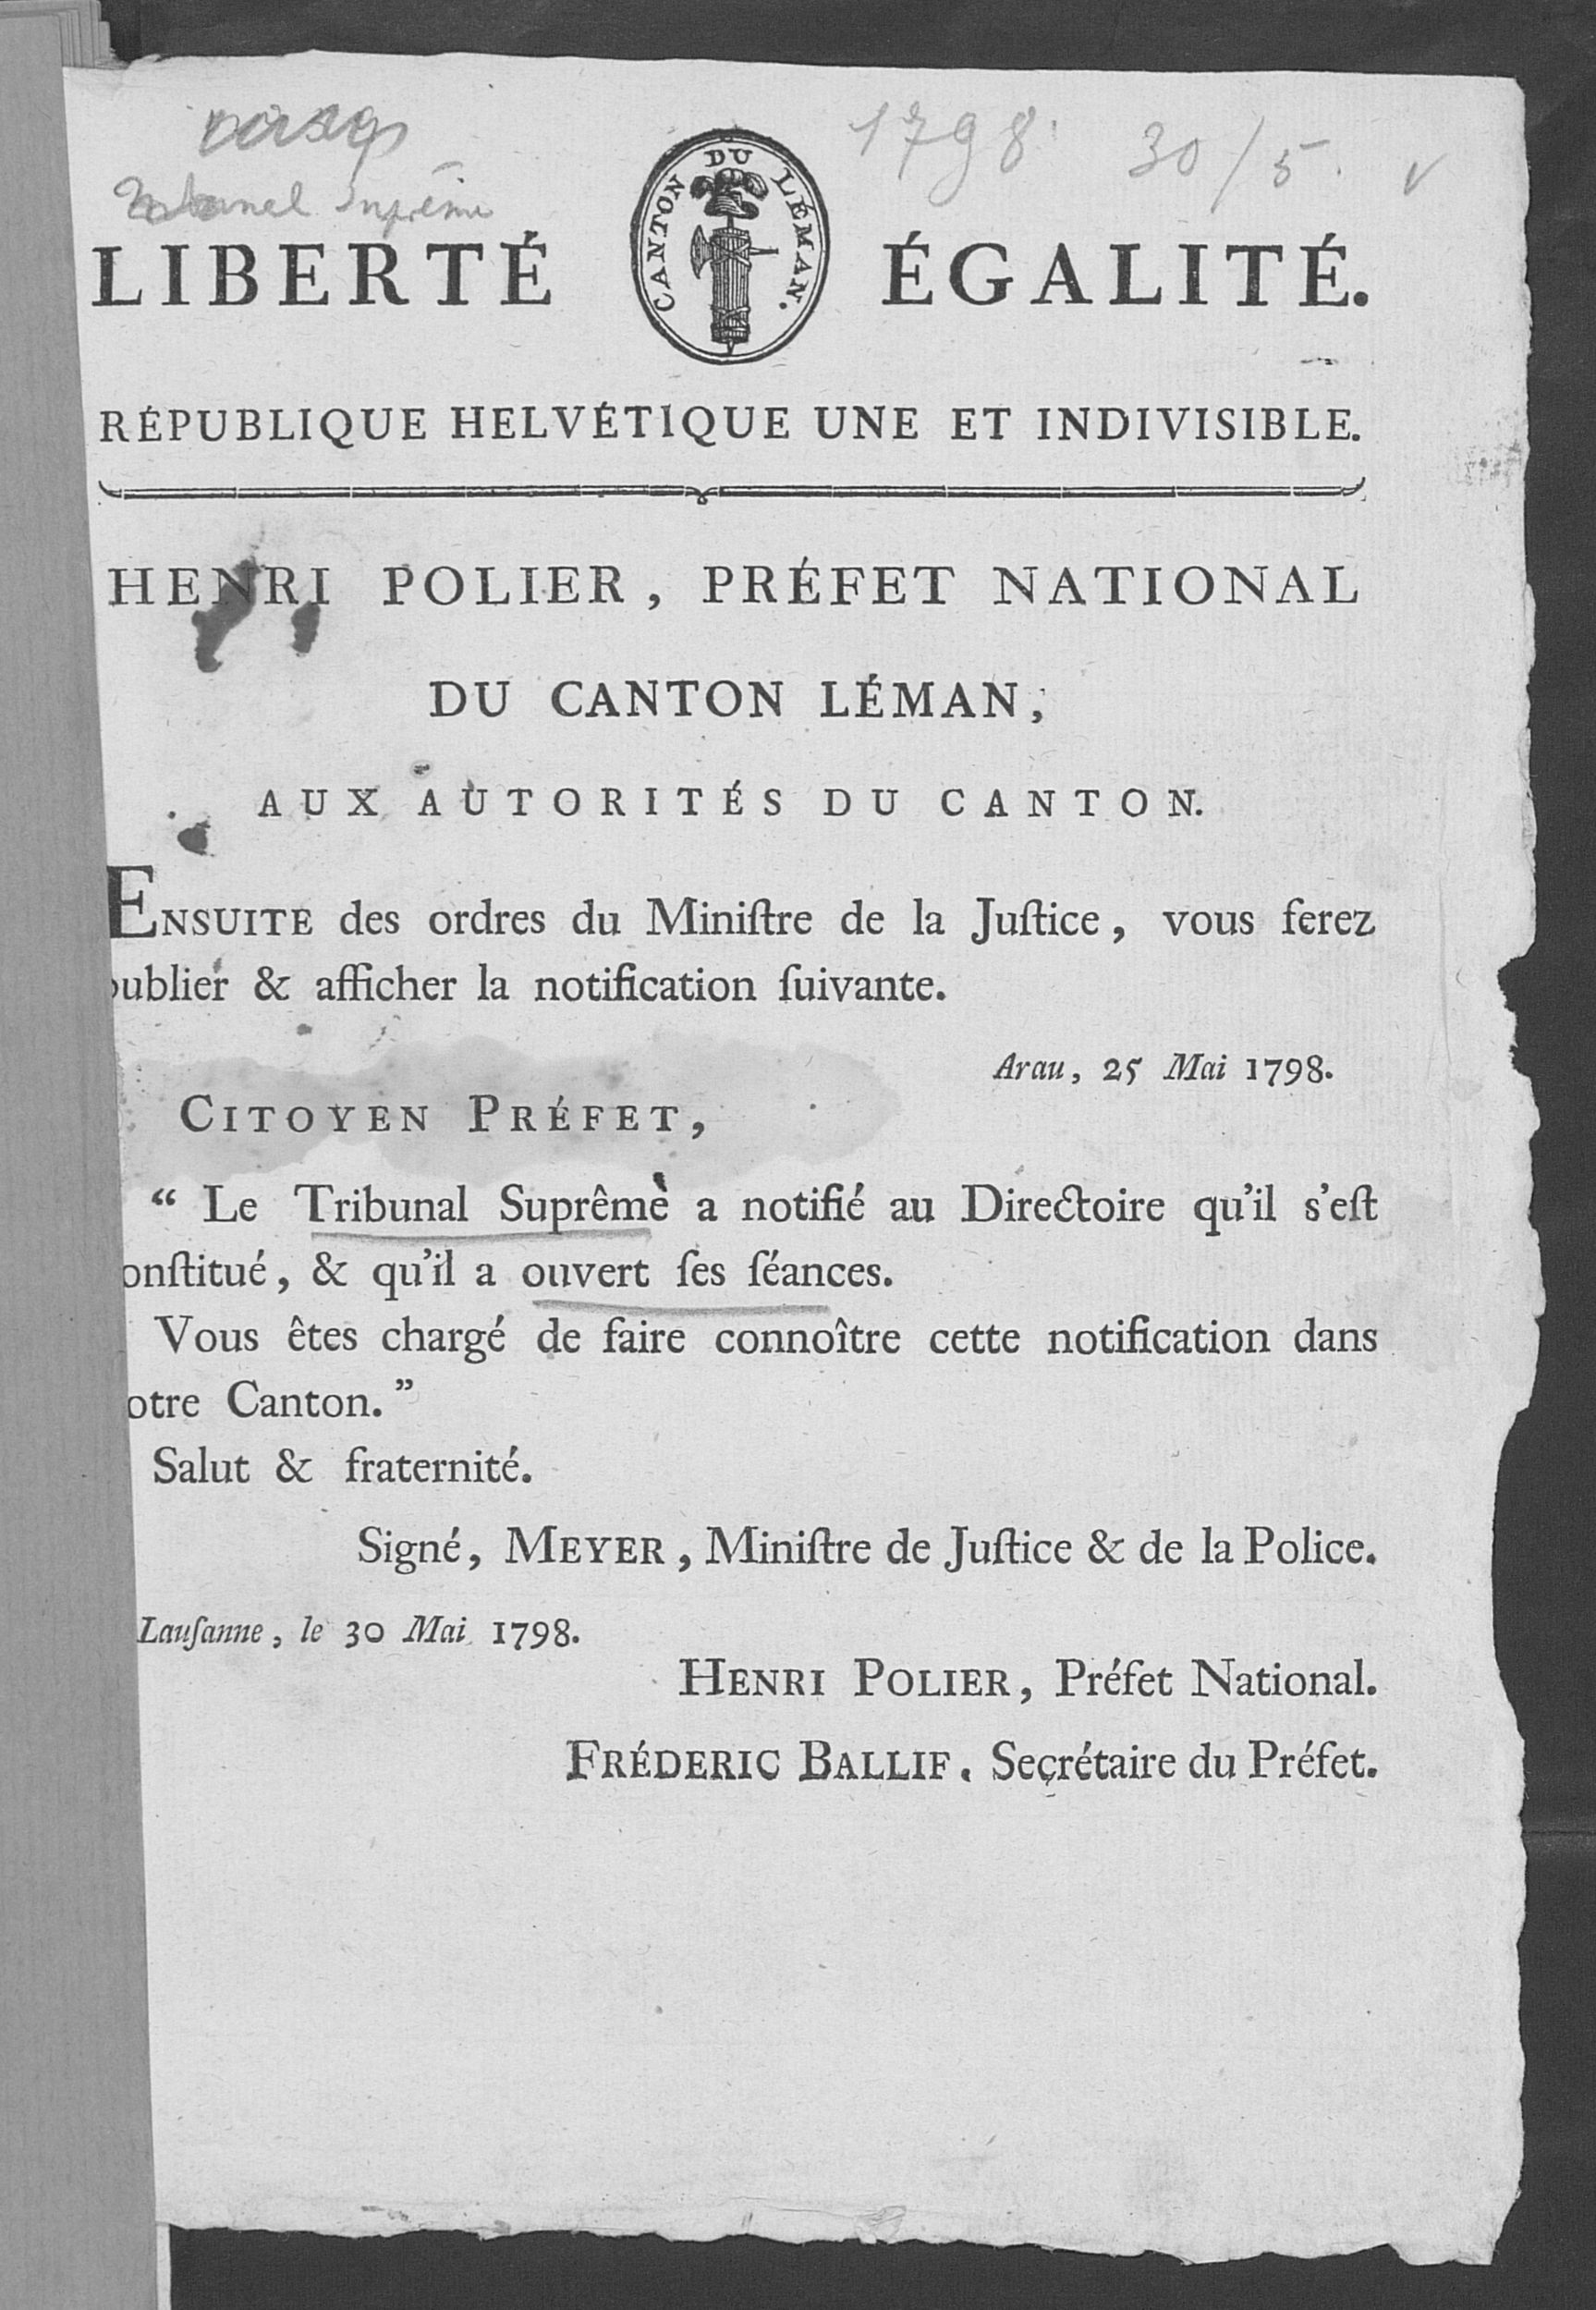 1798. 30/5. v
Tribunal Suprême
CANTON DU LÉMAN.
LIBERTÉ ÉGALITÉ.
RÉPUBLIQUE HELVÉTIQUE UNE ET INDIVISIBLE.
HENRI POLIER, PRÉFET NATIONAL
DU CANTON LÉMAN,
AUX AUTORITÉS DU CANTON.
ENSUITE des ordres du Miniſtre de la Juſtice, vous ferez
ublier & afficher la notification ſuivante.
Arau, 25 Mai 1798.
CITOYEN PRÉFET,
“ Le Tribunal Suprême a notifié au Directoire qu'il s'eſt
onſtitué, & qu'il a ouvert ſes ſéances.
Vous êtes chargé de faire connoître cette notification dans
otre Canton. ”
Salut & fraternité.
Signé, MEYER, Miniſtre de Juſtice & de la Police.
Lauſanne, le 30 Mai 1798.
HENRI POLIER, Préfet National.
FRÉDERIC BALLIF, Seçrétaire du Préfet.